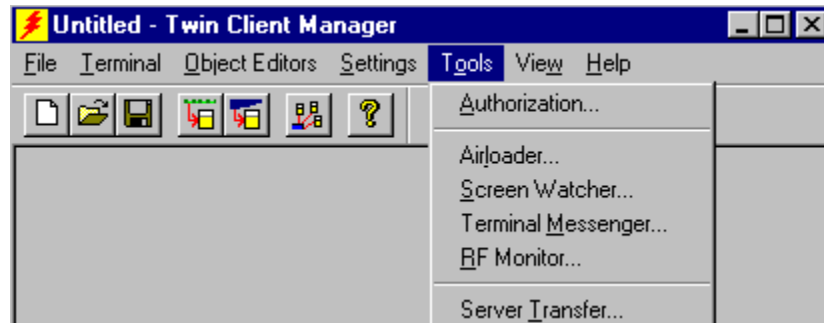 Untitled - Twin Client Manager
File Terminal Object Editors Settings Tools View Help
Authorization...
Airloader...
Screen Watcher...
Terminal Messenger...
RF Monitor...
Server Transfer...